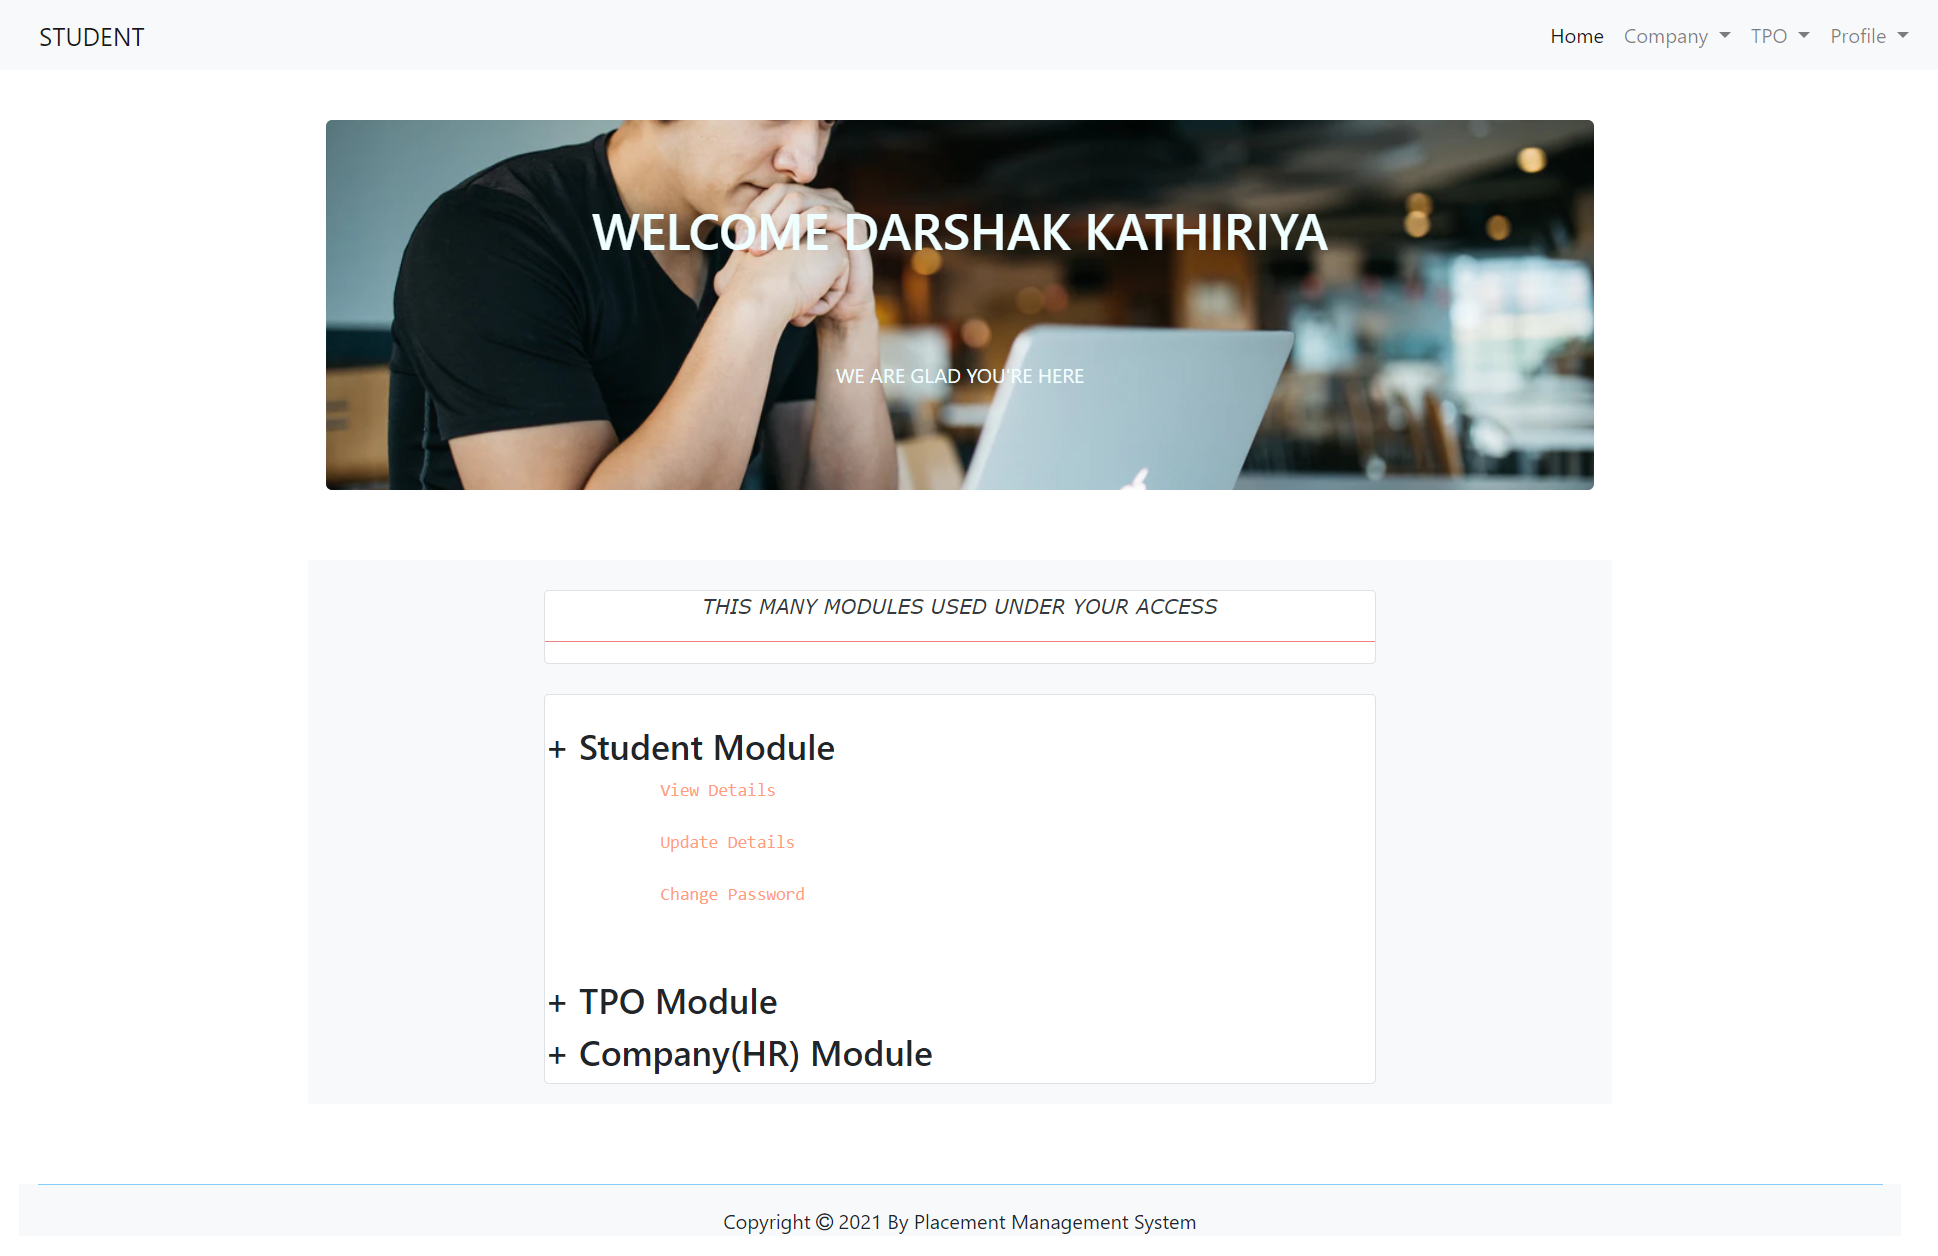 STUDENT
Home Company TPO Profile
WELCOME DARSHAK KATHIRIYA
WE ARE GLAD YOU'RE HERE
THIS MANY MODULES USED UNDER YOUR ACCESS
+ Student Module
View Details
Update Details
Change Password
+ TPO Module
+ Company(HR) Module
Copyright © 2021 By Placement Management System